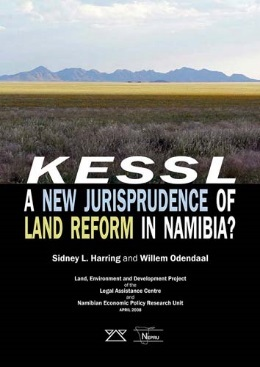 KESSL
A NEW JURISPRUDENCE OF
LAND REFORM IN NAMIBIA?
Sidney L. Harring and Willem Odendaal
Land, Environment and Development Project
of the
Legal Assistance Centre
and
Namibian Economic Policy Research Unit
APRIL 2008
NEPRU